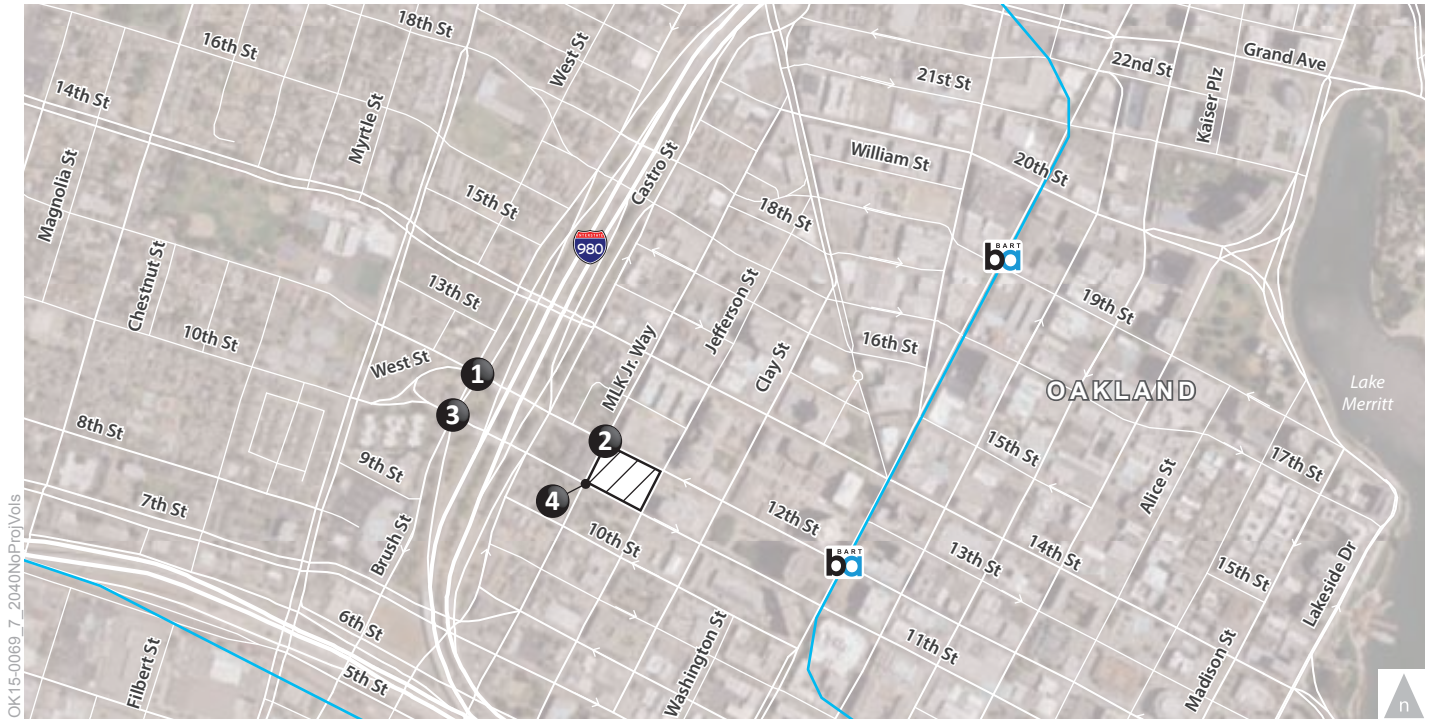 18th St
16th St
West St
Grand Ave
22nd St
21st St
14th St
Kaiser Plz
Myrtle St
William St
20th St
Castro St
Magnolia St
15th St
18th St
INTERSTATE
980
BART
ba
Chestnut St
13th St
Jefferson St
19th St
10th St
16th St
MLK Jr. Way
Clay St
West St
1
OAKLAND
Lake
Merritt
3
8th St
2
15th St
17th St
9th St
Alice St
4
7th St
12th St
10th St
Brush St
13th St
14th St
BART
ba
15th St
Lakeside Dr
6th St
11th St
Washington St
Madison St
Filbert St
5th St
OK15-0069_7_2040NoProjVols
n